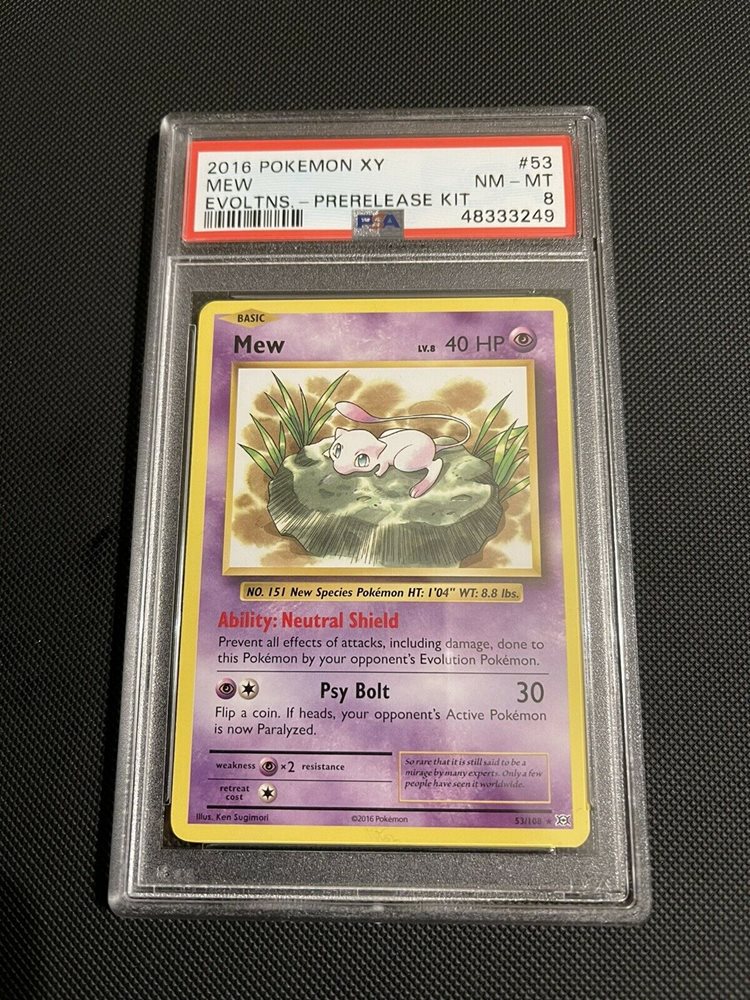 2016 POKEMON XY #53
MEW NM - MT
EVOLTNS. - PRERELEASE KIT 8
PSA 48333249
BASIC
Mew LV.8 40 HP
NO. 151 New Species Pokémon HT: 1'04" WT: 8.8 lbs.
Ability: Neutral Shield
Prevent all effects of attacks, including damage, done to
this Pokémon by your opponent's Evolution Pokémon.
Psy Bolt 30
Flip a coin. If heads, your opponent's Active Pokémon
is now Paralyzed.
weakness ×2 resistance
retreat
cost
So rare that it is still said to be a
mirage by many experts. Only a few
people have seen it worldwide.
Illus. Ken Sugimori ©2016 Pokémon 53/108